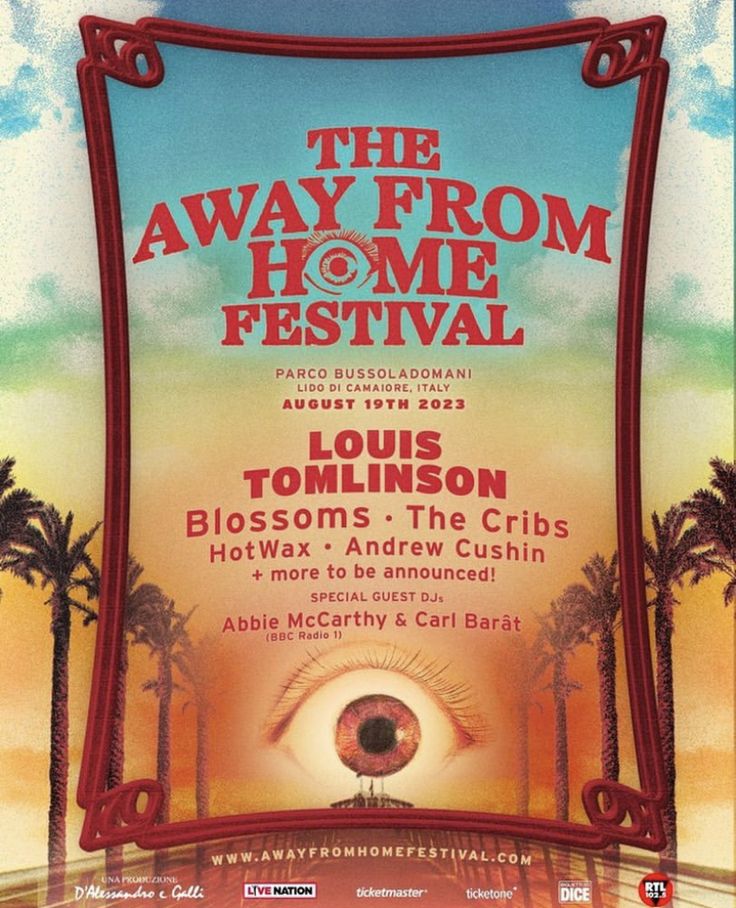 THE
AWAY FROM
HOME
FESTIVAL
PARCO BUSSOLADOMANI
LIDO DI CAMAIORE, ITALY
AUGUST 19TH 2023
LOUIS
TOMLINSON
Blossoms · The Cribs
HotWax · Andrew Cushin
+ more to be announced!
SPECIAL GUEST DJs
Abbie McCarthy & Carl Barât
(BBC Radio 1)
WWW.AWAYFROMHOMEFESTIVAL.COM
UNA PRODUZIONE
D'Alessandro e Galli
LIVE NATION
ticketmaster®
ticketone®
DICE
RTL
102.5